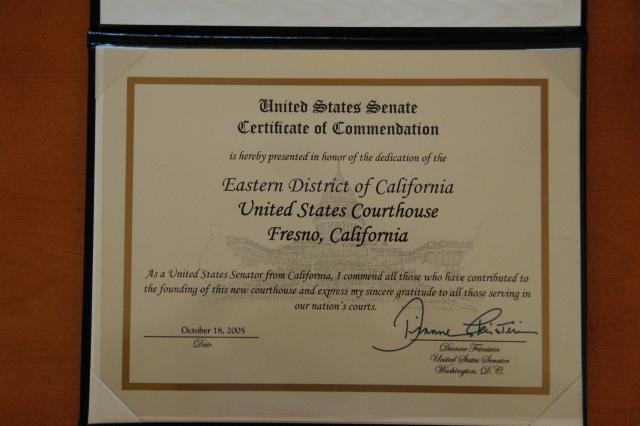 United States Senate
Certificate of Commendation
is hereby presented in honor of the dedication of the
Eastern District of California
United States Courthouse
Fresno, California
As a United States Senator from California, I commend all those who have contributed to
the founding of this new courthouse and express my sincere gratitude to all those serving in
our nation's courts.
October 18, 2005
Date
Dianne Feinstein
Dianne Feinstein
United States Senator
Washington, D.C.